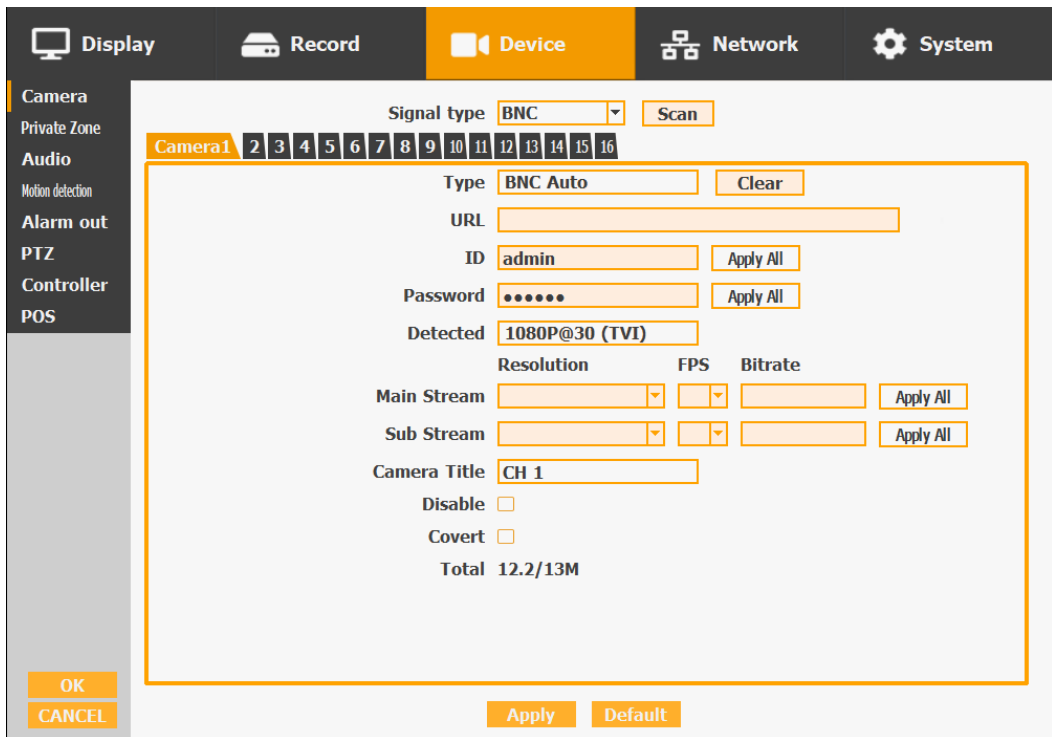 Display Record Device Network System
Camera
Private Zone
Audio
Motion detection
Alarm out
PTZ
Controller
POS
OK
CANCEL
Signal type BNC Scan
Camera1 2 3 4 5 6 7 8 9 10 11 12 13 14 15 16
Type BNC Auto Clear
URL
ID admin Apply All
Password ●●●●●● Apply All
Detected 1080P@30 (TVI)
Resolution FPS Bitrate
Main Stream Apply All
Sub Stream Apply All
Camera Title CH 1
Disable
Covert
Total 12.2/13M
Apply Default